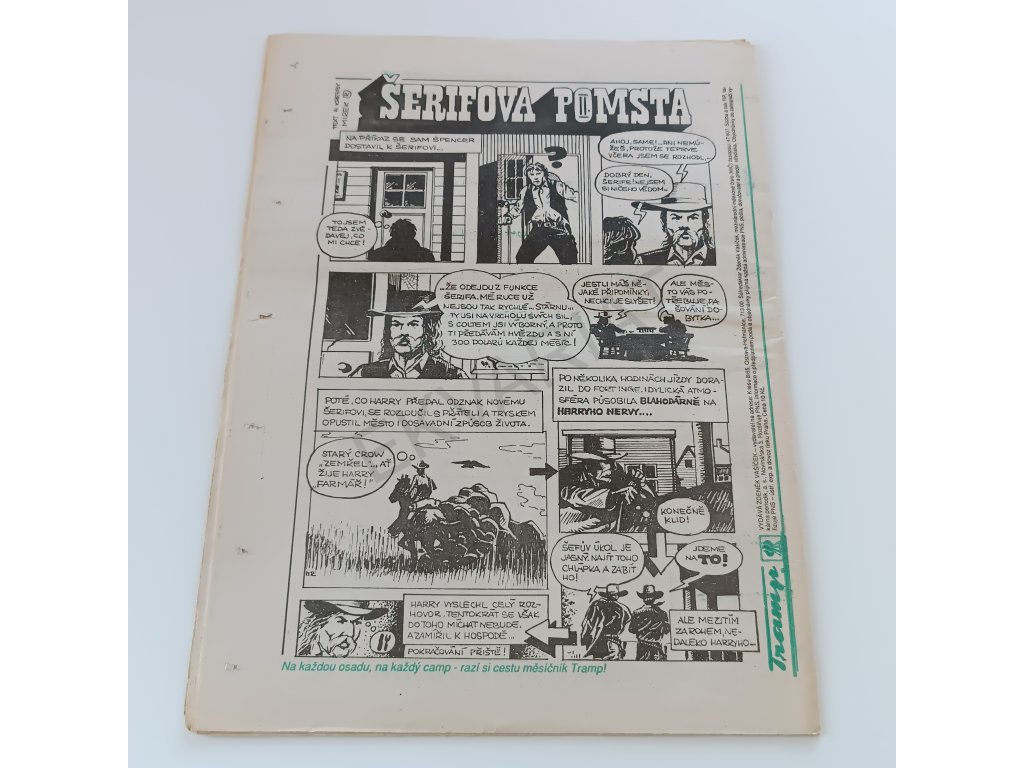 ŠERIFOVA POMSTA
II.
TEXT A KRESBY
MIREK
NA PŘÍKAZ SE SAM SPENCER
DOSTAVIL K ŠERIFOVI...
TO JSEM
TEDA ZVĚ-
DAVEJ, CO
MI CHCE!
?
AHOJ, SAME!...ANI NEMŮ-
ŽEŠ, PROTOŽE TEPRVE
VČERA JSEM SE ROZHODL,..
DOBRÝ DEN,
ŠERIFE! NEJSEM
SI NIČEHO VĚDOM..
..ŽE ODEJDU Z FUNKCE
ŠERIFA. MÉ RUCE UŽ
NEJSOU TAK RYCHLÉ...STÁRNU...
TY JSI NA VRCHOLU SVÝCH SIL,
S COLTEM JSI VÝBORNÝ, A PROTO
TI PŘEDÁVÁM HVĚZDU A S NÍ
300 DOLARŮ KAŽDEJ MĚSÍC!
JESTLI MÁŠ NĚ-
JAKÉ PŘIPOMÍNKY,
NECHCI JE SLYŠET!
ALE MĚS-
TO VÁS PO-
TŘEBUJE, PA-
ŠOVÁNÍ DO-
BYTKA...
POTÉ, CO HARRY PŘEDAL ODZNAK NOVÉMU
ŠERIFOVI, SE ROZLOUČIL S PŘÁTELI A TRYSKEM
OPUSTIL MĚSTO I DOSAVADNÍ ZPŮSOB ŽIVOTA.
STARÝ CROW
„ZEMŘEL"..., AŤ
ŽIJE HARRY
„FARMÁŘ!"
PO NĚKOLIKA HODINÁCH JÍZDY DORA-
ZIL DO FORT INGE. IDYLICKÁ ATMO-
SFÉRA PŮSOBILA BLAHODÁRNĚ NA
HARRYHO NERVY....
KONEČNĚ
KLID!
ŠÉFŮV ÚKOL JE
JASNÝ. NAJÍT TOHO
CHLÁPKA A ZABÍT
HO!
JDEME
NA TO!
ALE MEZITÍM
ZA ROHEM, NE-
DALEKO HARRYHO...
HARRY VYSLECHL CELÝ ROZ-
HOVOR. TENTOKRÁT SE VŠAK
DO TOHO MÍCHAT NEBUDE.
A ZAMÍŘIL K HOSPODĚ...
POKRAČOVÁNÍ PŘÍŠTĚ!
Na každou osadu, na každý camp - razí si cestu měsíčník Tramp!
Tramp